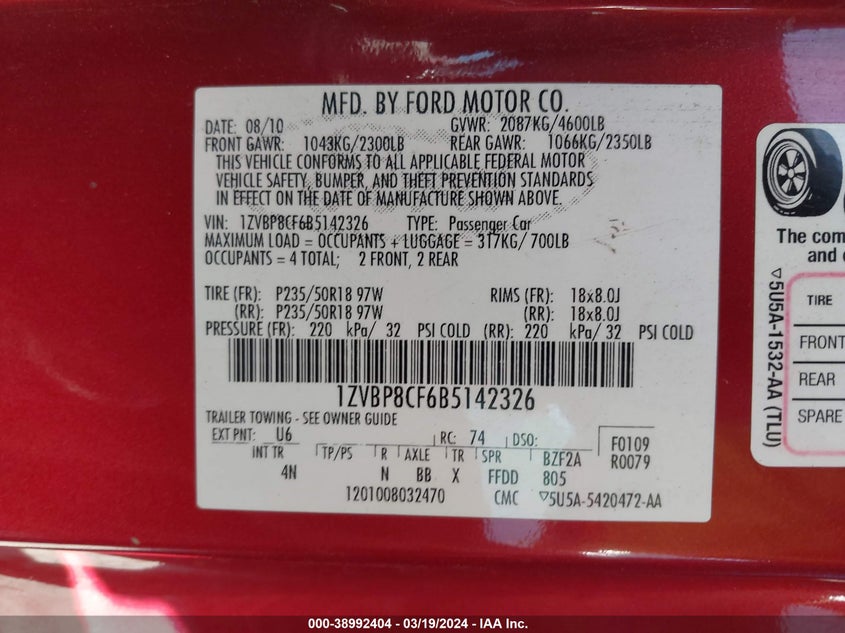 MFD. BY FORD MOTOR CO.
DATE: 08/10 GVWR: 2087KG/4600LB
FRONT GAWR: 1043KG/2300LB REAR GAWR: 1066KG/2350LB
THIS VEHICLE CONFORMS TO ALL APPLICABLE FEDERAL MOTOR
VEHICLE SAFETY, BUMPER, AND THEFT PREVENTION STANDARDS
IN EFFECT ON THE DATE OF MANUFACTURE SHOWN ABOVE.
VIN: 1ZVBP8CF6B5142326 TYPE: Passenger Car
MAXIMUM LOAD = OCCUPANTS + LUGGAGE = 317KG/ 700LB
OCCUPANTS = 4 TOTAL; 2 FRONT, 2 REAR
TIRE (FR): P235/50R18 97W RIMS (FR): 18x8.0J
(RR): P235/50R18 97W (RR): 18x8.0J
PRESSURE (FR): 220 kPa/ 32 PSI COLD (RR): 220 kPa/ 32 PSI COLD
1ZVBP8CF6B5142326
TRAILER TOWING - SEE OWNER GUIDE
EXT PNT: U6 RC: 74 DSO: F0109
INT TR TP/PS R AXLE TR SPR BZF2A R0079
4N N BB X FFDD 805
1201008032470 CMC ▽5U5A-5420472-AA
The com
and
▽5U5A-1532-AA (TLU)
TIRE
FRONT
REAR
SPARE
000-38992404 - 03/19/2024 - IAA Inc.